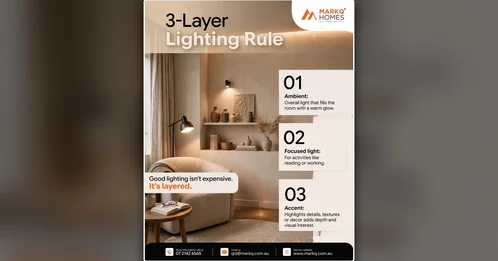 3-Layer
Lighting Rule
MARKQ
HOMES
01
Ambient:
Overall light that fills the
room with a warm glow.
02
Focused light:
For activities like
reading or working.
Good lighting isn't expensive.
It's layered.
03
Accent:
Highlights details, textures
or decor adds depth and
visual interest.
07 2142 6565
qld@markq.com.au
www.markq.com.au